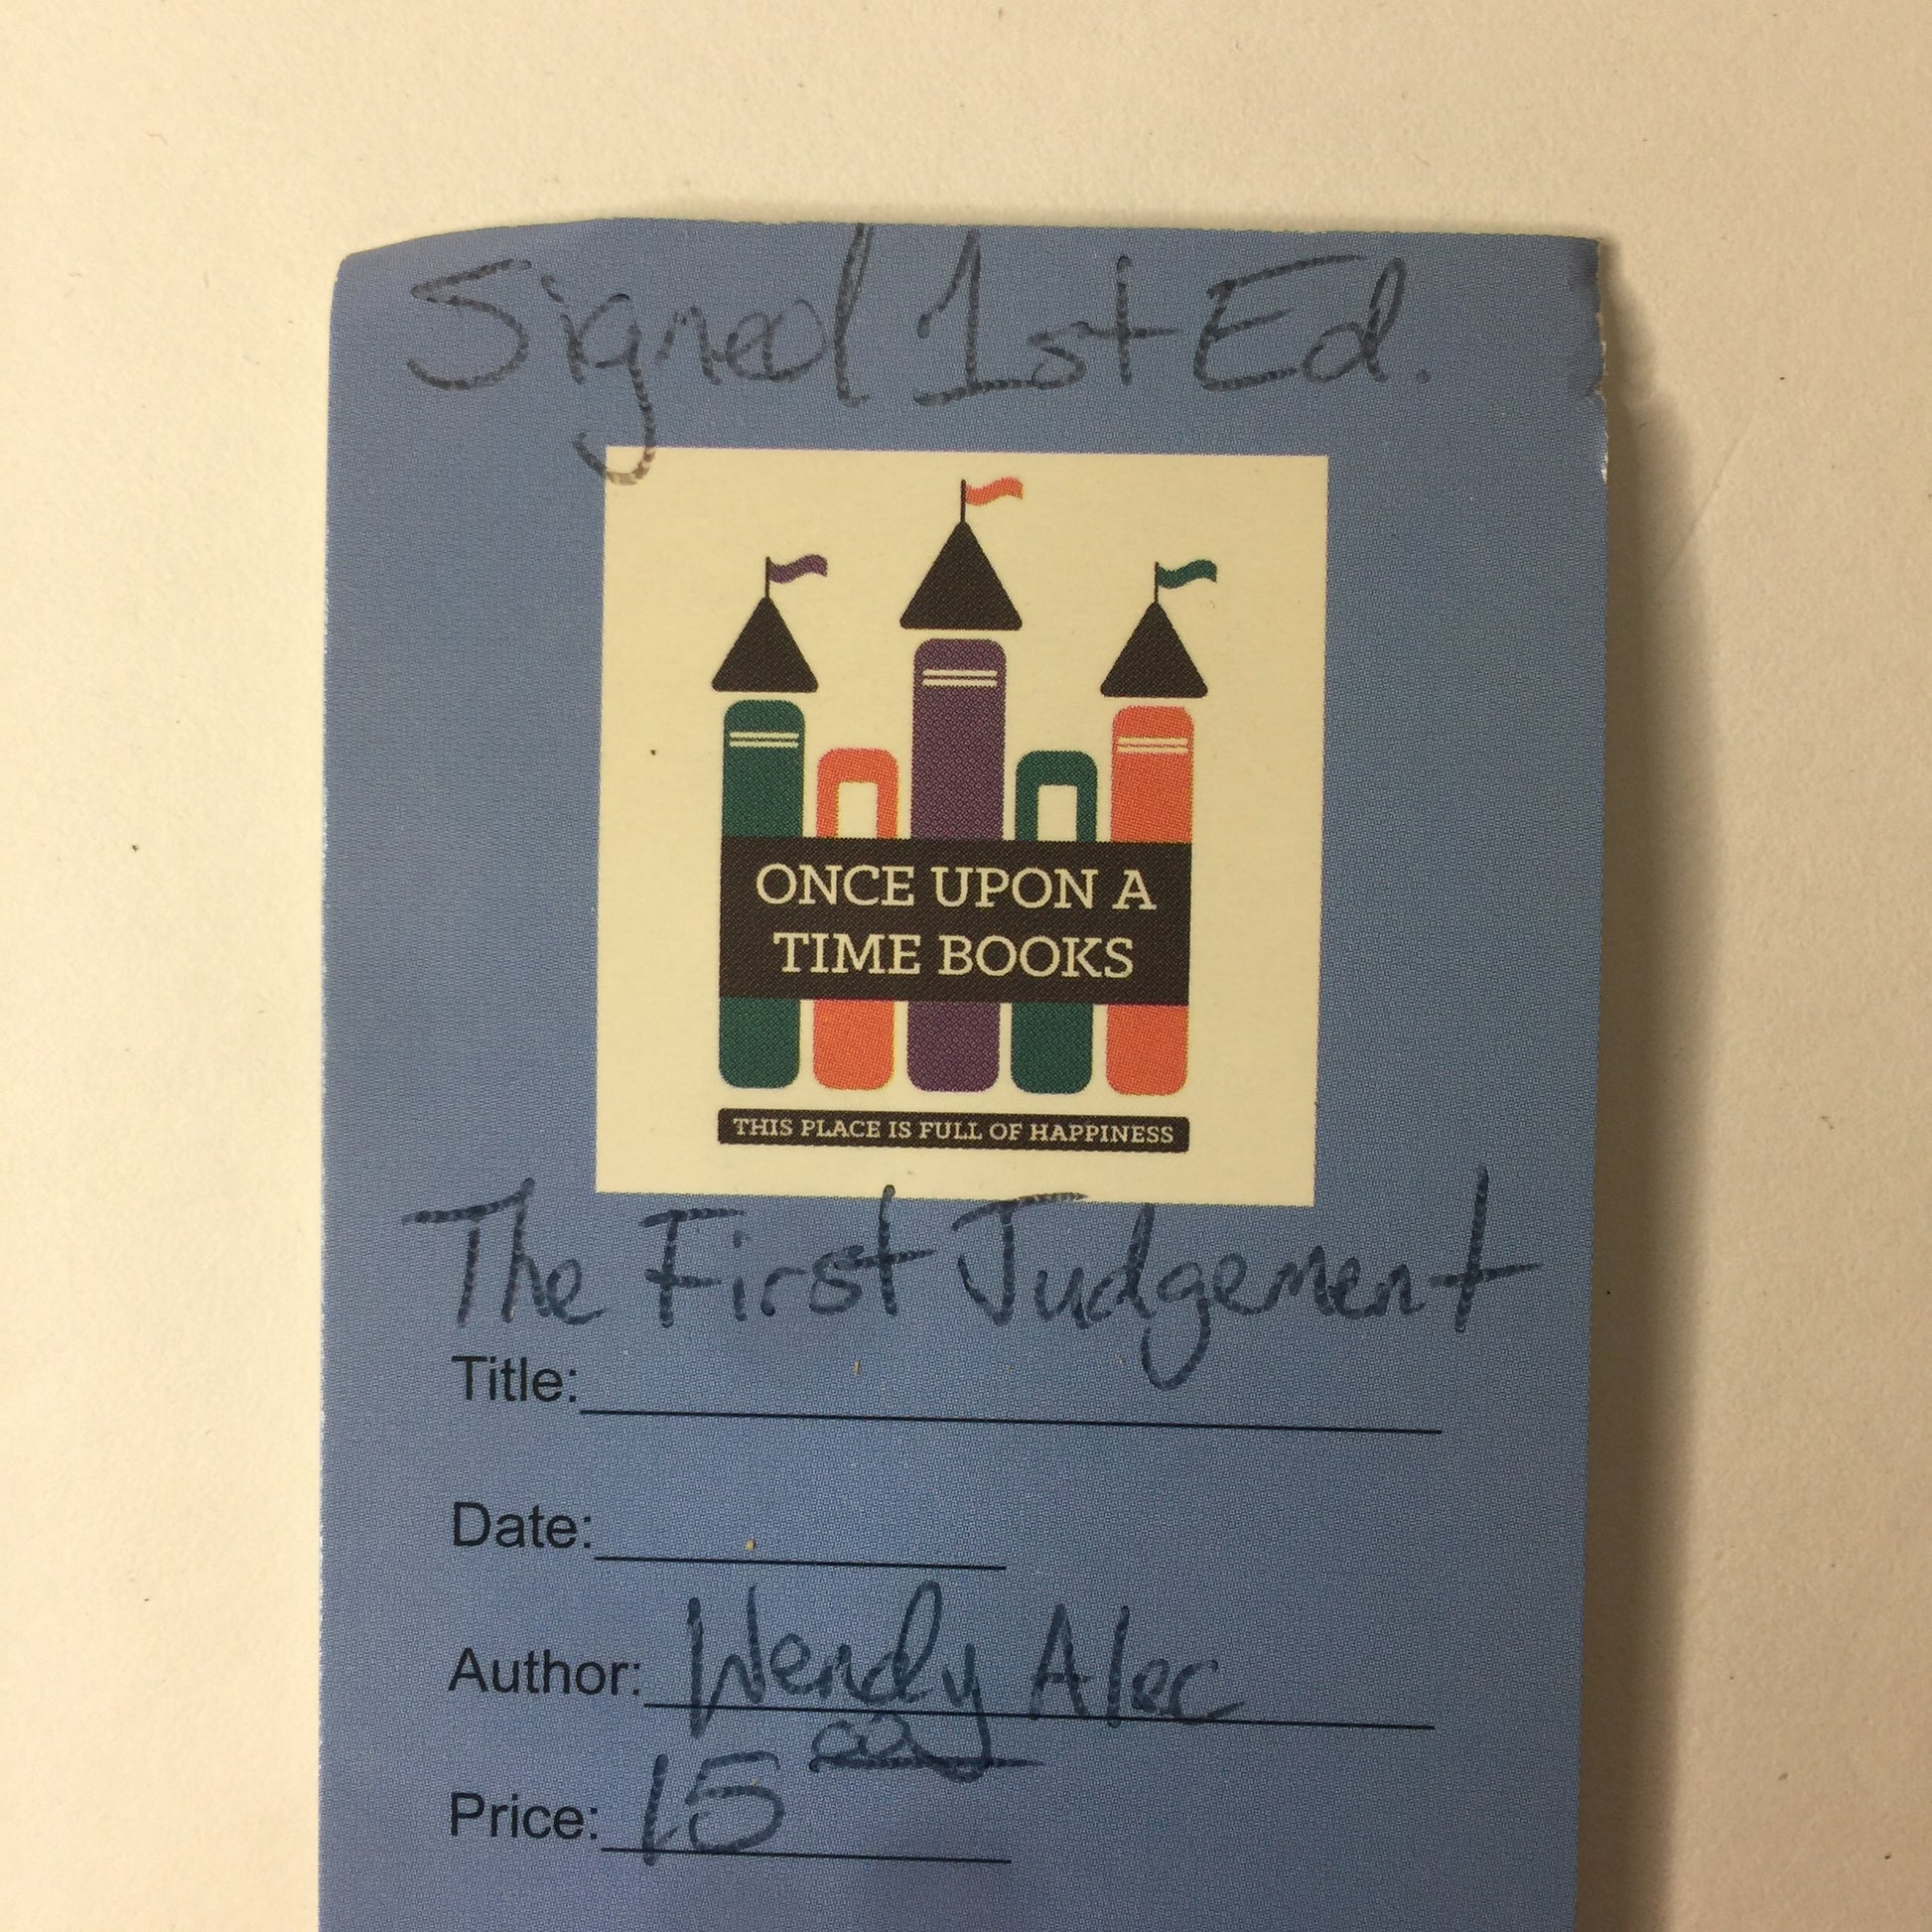 Signed 1st Ed.
ONCE UPON A
TIME BOOKS
THIS PLACE IS FULL OF HAPPINESS
The First Judgement
Title:
Date:
Author: Wendy Alec
Price: 15 00